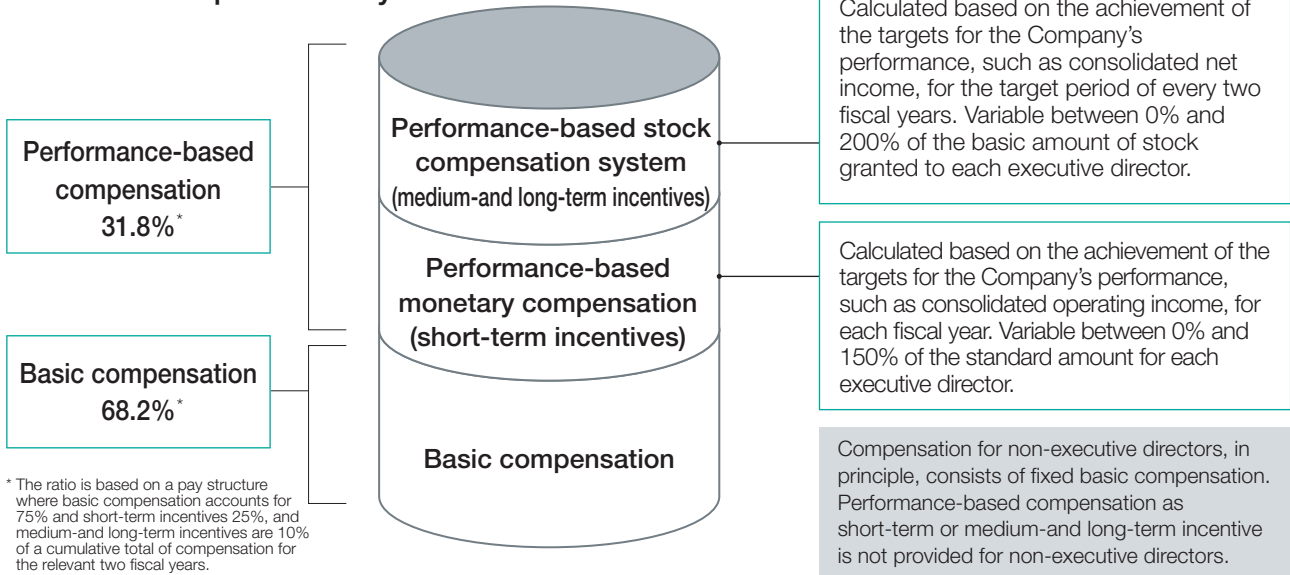 Performance-based
compensation
31.8%*
Basic compensation
68.2%*
* The ratio is based on a pay structure
where basic compensation accounts for
75% and short-term incentives 25%, and
medium-and long-term incentives are 10%
of a cumulative total of compensation for
the relevant two fiscal years.
Performance-based stock
compensation system
(medium-and long-term incentives)
Performance-based
monetary compensation
(short-term incentives)
Basic compensation
Calculated based on the achievement of
the targets for the Company’s
performance, such as consolidated net
income, for the target period of every two
fiscal years. Variable between 0% and
200% of the basic amount of stock
granted to each executive director.
Calculated based on the achievement of the
targets for the Company’s performance,
such as consolidated operating income, for
each fiscal year. Variable between 0% and
150% of the standard amount for each
executive director.
Compensation for non-executive directors, in
principle, consists of fixed basic compensation.
Performance-based compensation as
short-term or medium-and long-term incentive
is not provided for non-executive directors.